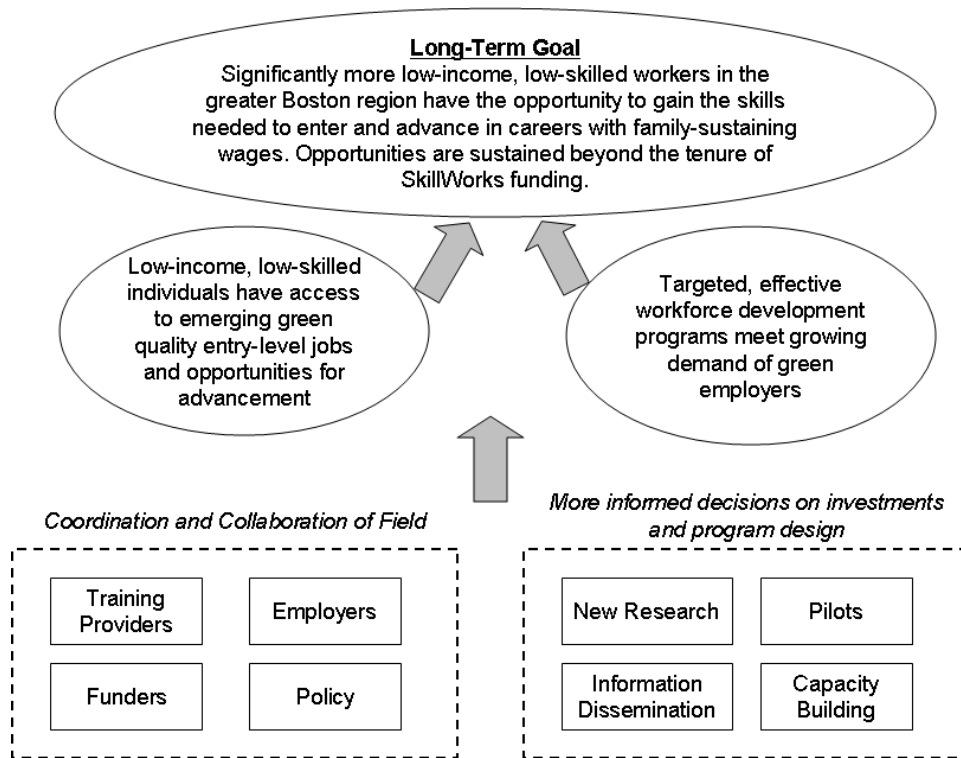 Long-Term Goal
Significantly more low-income, low-skilled workers in the
greater Boston region have the opportunity to gain the skills
needed to enter and advance in careers with family-sustaining
wages. Opportunities are sustained beyond the tenure of
SkillWorks funding.
Low-income, low-skilled
individuals have access
to emerging green
quality entry-level jobs
and opportunities for
advancement
Targeted, effective
workforce development
programs meet growing
demand of green
employers
Coordination and Collaboration of Field
Training
Providers
Employers
Funders
Policy
More informed decisions on investments
and program design
New Research
Pilots
Information
Dissemination
Capacity
Building